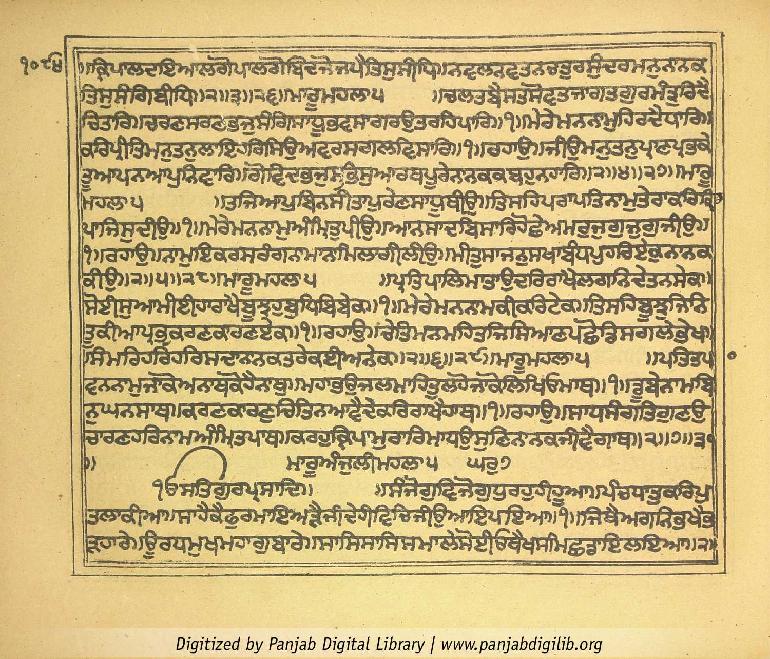 ੧੦੮੪ ॥ਕ੍ਰਿਪਾਲਦਇਆਲਗੋਪਾਲਗੋਬਿਦਜੋਜਪੈਤਿਸੁਸੀਧਿ॥ਨਵਲਨਵਤਨਚਤੁਰਸੁੰਦਰਮਨੁਨਾਨਕ
ਤਿਸੁਸੰਗਿਬੀਧਿ॥੨॥੩॥੨੬॥ਮਾਰੂਮਹਲਾ੫ ॥ਚਲਤਬੈਸਤਸੋਵਤਜਾਗਤਗੁਰਮੰਤ੍ਰੁਰਿਦੈ
ਚਿਤਾਰਿ॥ਚਰਣਸਰਣਭਜੁਸੰਗਿਸਾਧੂਭਵਸਾਗਰਉਤਰਹਿਪਾਰਿ॥੧॥ਮੇਰੇਮਨਨਾਮੁਹਿਰਦੈਧਾਰਿ॥
ਕਰਿਪ੍ਰੀਤਿਮਨੁਤਨੁਲਾਇਹਰਿਸਿਉਅਵਰਸਗਲਵਿਸਾਰਿ॥੧॥ਰਹਾਉ॥ਜੀਉਮਨੁਤਨੁਪ੍ਰਾਣਪ੍ਰਭਕੇ
ਤੂਆਪਨਆਪੁਨਿਵਾਰਿ॥ਗੋਵਿਦਭਜੁਸਭਿਸੁਆਰਥਪੂਰੇਨਾਨਕਕਬਹੁਨਹਾਰਿ॥੨॥੪॥੨੭॥ਮਾਰੂ
ਮਹਲਾ੫ ॥ਤਜਿਆਪੁਬਿਨਸੀਤਾਪੁਰੇਣਸਾਧੂਥੀਉ॥ਤਿਸਹਿਪਰਾਪਤਿਨਾਮੁਤੇਰਾਕਰਿਕ੍ਰਿ
ਪਾਜਿਸੁਦੀਉ॥੧॥ਮੇਰੇਮਨਨਾਮੁਅੰਮ੍ਰਿਤੁਪੀਉ॥ਆਨਸਾਦਬਿਸਾਰਿਹੋਛੇਅਮਰੁਜੁਗੁਜੁਗੁਜੀਉ॥
੧॥ਰਹਾਉ॥ਨਾਮੁਇਕਰਸਰੰਗਨਾਮਾਨਾਮਿਲਾਗੀਲੀਉ॥ਮੀਤੁਸਾਜਨੁਸਖਾਬੰਧਪੁਹਰਿਏਕੁਨਾਨਕ
ਕੀਉ॥੨॥੫॥੨੮॥ਮਾਰੂਮਹਲਾ੫ ॥ਪ੍ਰਤਿਪਾਲਿਮਾਤਾਉਦਰਿਰਾਖੈਲਗਨਿਦੇਤਨਸੇਕ॥
ਸੋਈਸੁਆਮੀਈਹਾਰਾਖੈਬੂਝੁਬੁਧਿਬਿਬੇਕ॥੧॥ਮੇਰੇਮਨਨਾਮਕੀਕਰਿਟੇਕ॥ਤਿਸਹਿਬੂਝੁਜਿਨਿ
ਤੂਕੀਆਪ੍ਰਭੁਕਰਣਕਾਰਣਏਕ॥੧॥ਰਹਾਉ॥ਚੇਤਿਮਨਮਹਿਤਜਿਸਿਆਣਪਛੋਡਿਸਗਲੇਭੇਖ॥
ਸਿਮਰਿਹਰਿਹਰਿਸਦਾਨਾਨਕਤਰੇਕਈਅਨੇਕ॥੨॥੬॥੨੯॥ਮਾਰੂਮਹਲਾ੫ ॥ਪਤਿਤਪ
ਾਵਨਨਾਮੁਜਾਕੋਅਨਾਥਕੋਹੈਨਾਥੁ॥ਮਹਾਭਉਜਲਮਾਹਿਤੁਲਹੋਜਾਕੋਲਿਖਿਓਮਾਥ॥੧॥ਡੂਬੇਨਾਮਬਿ
ਨੁਘਨਸਾਥ॥ਕਰਣਕਾਰਣੁਚਿਤਿਨਆਵੈਦੇਕਰਿਰਾਖੈਹਾਥ॥੧॥ਰਹਾਉ॥ਸਾਧਸੰਗਤਿਗੁਣਉ
ਚਾਰਣਹਰਿਨਾਮਅੰਮ੍ਰਿਤਪਾਥ॥ਕਰਹੁਕ੍ਰਿਪਾਮੁਰਾਰਿਮਾਧਉਸੁਣਿਨਾਨਕਜੀਵੈਗਾਥ॥੨॥੭॥੩੦
॥ ਮਾਰੂਅੰਜੁਲੀਮਹਲਾ੫ ਘਰੁ੭
ੴਸਤਿਗੁਰਪ੍ਰਸਾਦਿ॥ ॥ਸੰਜੋਗੁਵਿਜੋਗੁਧੁਰਹੁਹੀਹੂਆ॥ਪੰਚਧਾਤੁਕਰਿਪੁ
ਤਲਾਕੀਆ॥ਸਾਹੈਕੈਫੁਰਮਾਇਅੜੈਜੀਦੇਹੀਵਿਚਿਜੀਉਆਇਪਇਆ॥੧॥ਜਿਥੈਅਗਨਿਭਖੈਭ
ੜਹਾਰੇ॥ਊਰਧਮੁਖਮਹਾਗੁਬਾਰੇ॥ਸਾਸਿਸਾਸਿਸਮਾਲੇਸੋਈਓਥੈਖਸਮਿਛਡਾਇਲਇਆ॥੨॥
Digitized by Panjab Digital Library | www.panjabdigilib.org